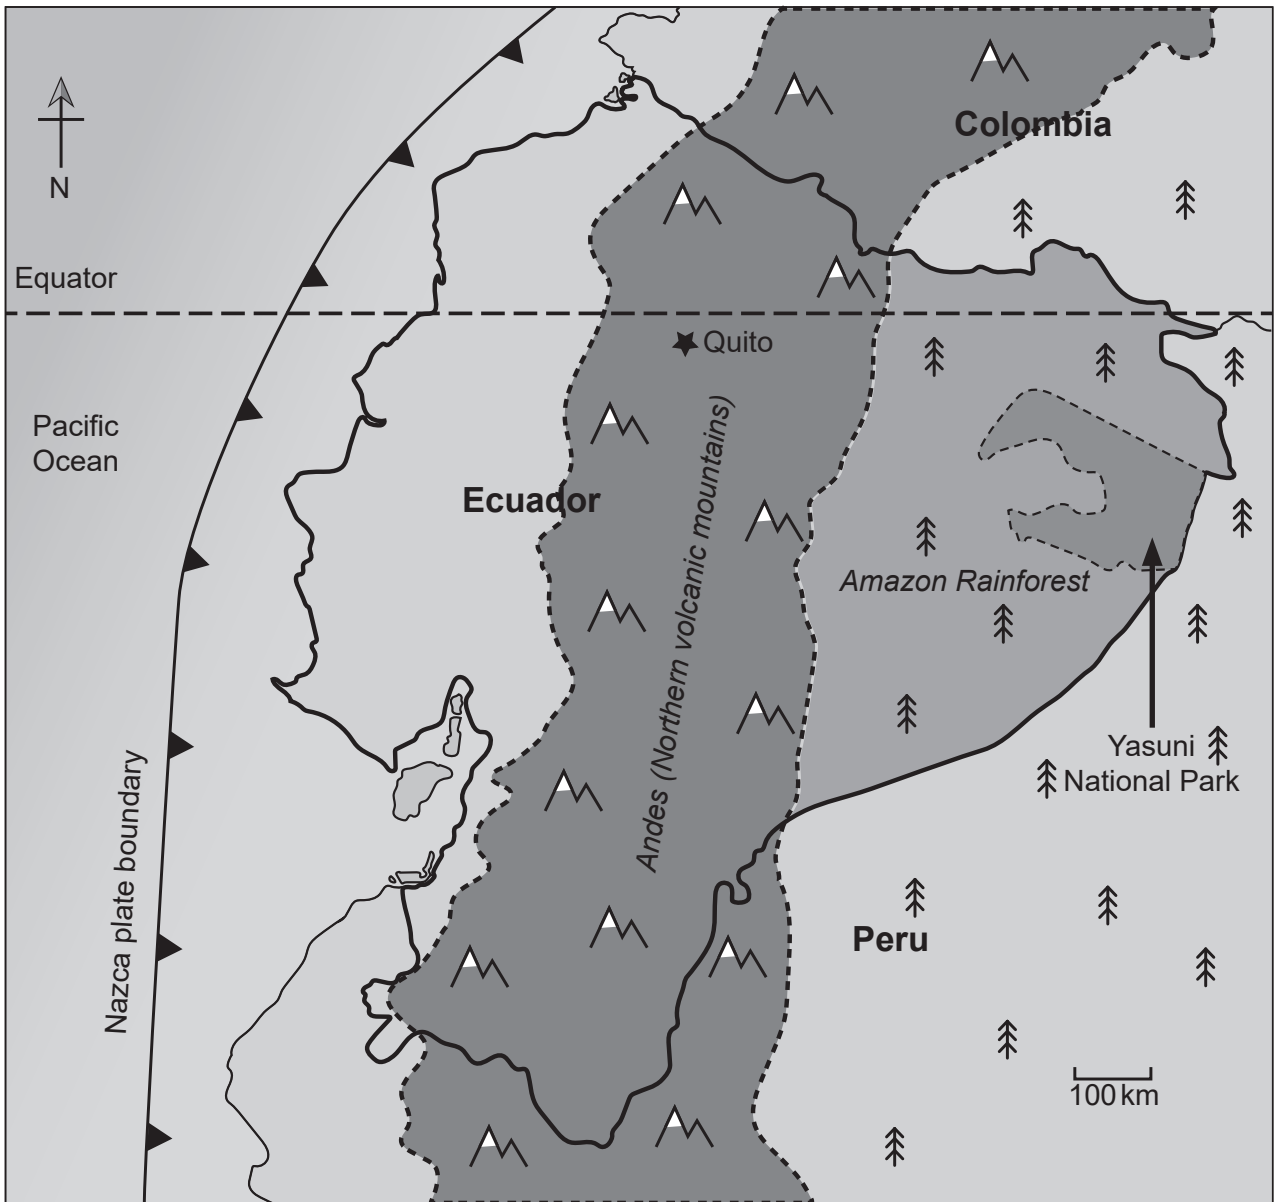 Colombia
N
Equator
Quito
Pacific
Ocean
Ecuador
Andes (Northern volcanic mountains)
Amazon Rainforest
Yasuni
National Park
Nazca plate boundary
Peru
100 km